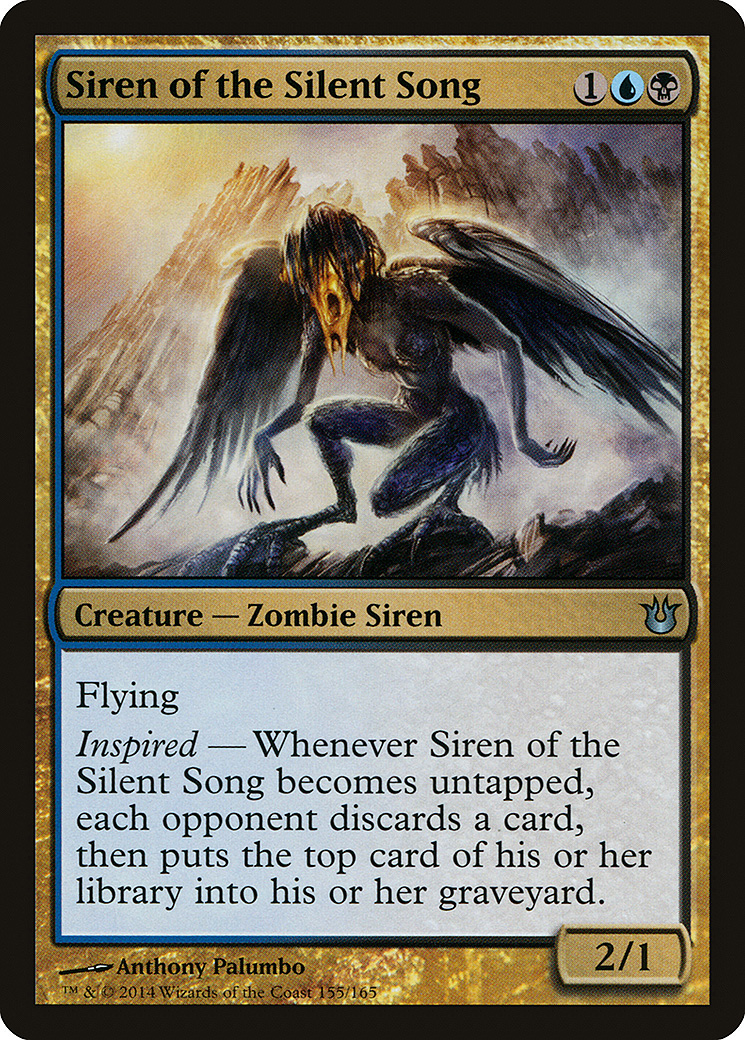 Siren of the Silent Song 1
Creature — Zombie Siren
Flying
Inspired — Whenever Siren of the
Silent Song becomes untapped,
each opponent discards a card,
then puts the top card of his or her
library into his or her graveyard.
2/1
Anthony Palumbo
™ & © 2014 Wizards of the Coast 155/165